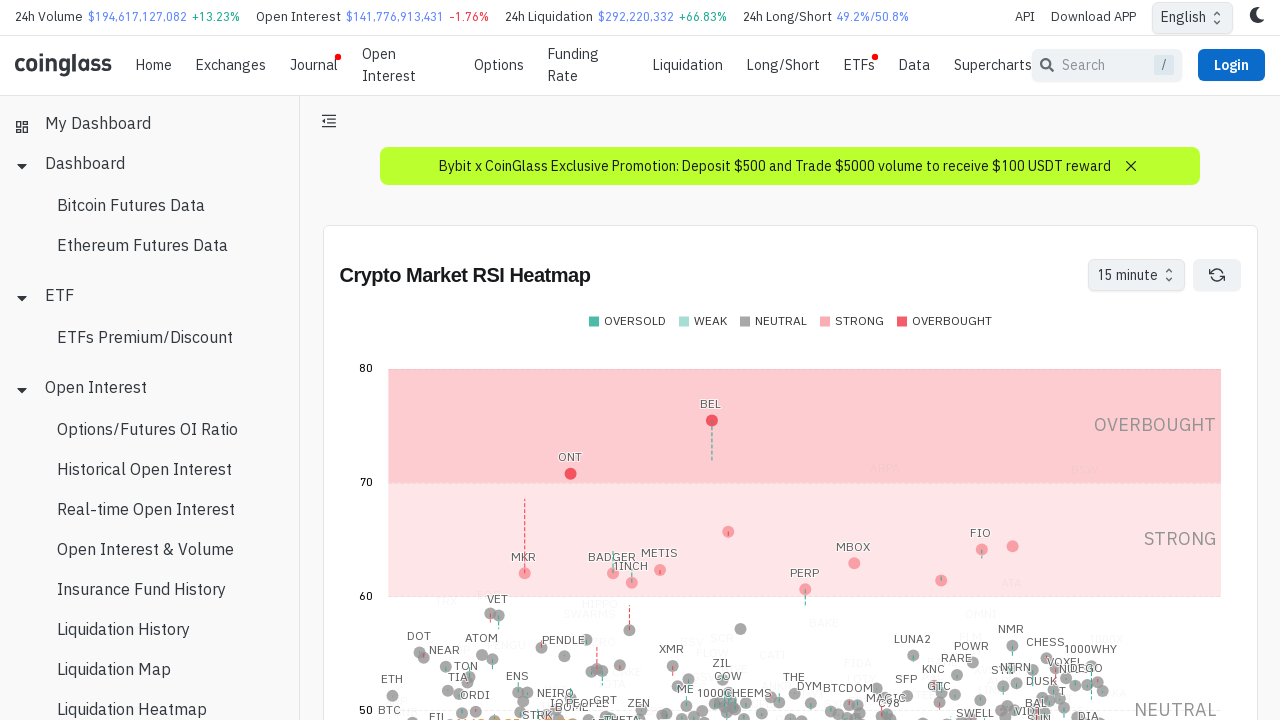 24h Volume $194,617,127,082 +13.23% Open Interest $141,776,913,431 -1.76% 24h Liquidation $292,220,332 +66.83% 24h Long/Short 49.2%/50.8% API Download APP English
coinglass Home Exchanges Journal Open Interest Options Funding Rate Liquidation Long/Short ETFs Data Supercharts Search / Login
My Dashboard
Dashboard
Bitcoin Futures Data
Ethereum Futures Data
ETF
ETFs Premium/Discount
Open Interest
Options/Futures OI Ratio
Historical Open Interest
Real-time Open Interest
Open Interest & Volume
Insurance Fund History
Liquidation History
Liquidation Map
Liquidation Heatmap
Bybit x CoinGlass Exclusive Promotion: Deposit $500 and Trade $5000 volume to receive $100 USDT reward
Crypto Market RSI Heatmap
15 minute
OVERSOLD WEAK NEUTRAL STRONG OVERBOUGHT
80
BEL
OVERBOUGHT
ONT
70
FIO
STRONG
MKR BADGER METIS MBOX
1INCH
PERP
60
VET
NMR
DOT ATOM PENDLE LUNA2 CHESS
NEAR XMR POWR 1000WHY
RARE
ZIL
TON KNC NTRN IDEGO
ETH TIA ENS COW THE SFP DUSK
ORDI NEIRO ME 1000CHEEMS DYM BTCDOM GTC
BTC ZEN MAGIC BAL
STRK SWELL DIA
50
NEUTRAL